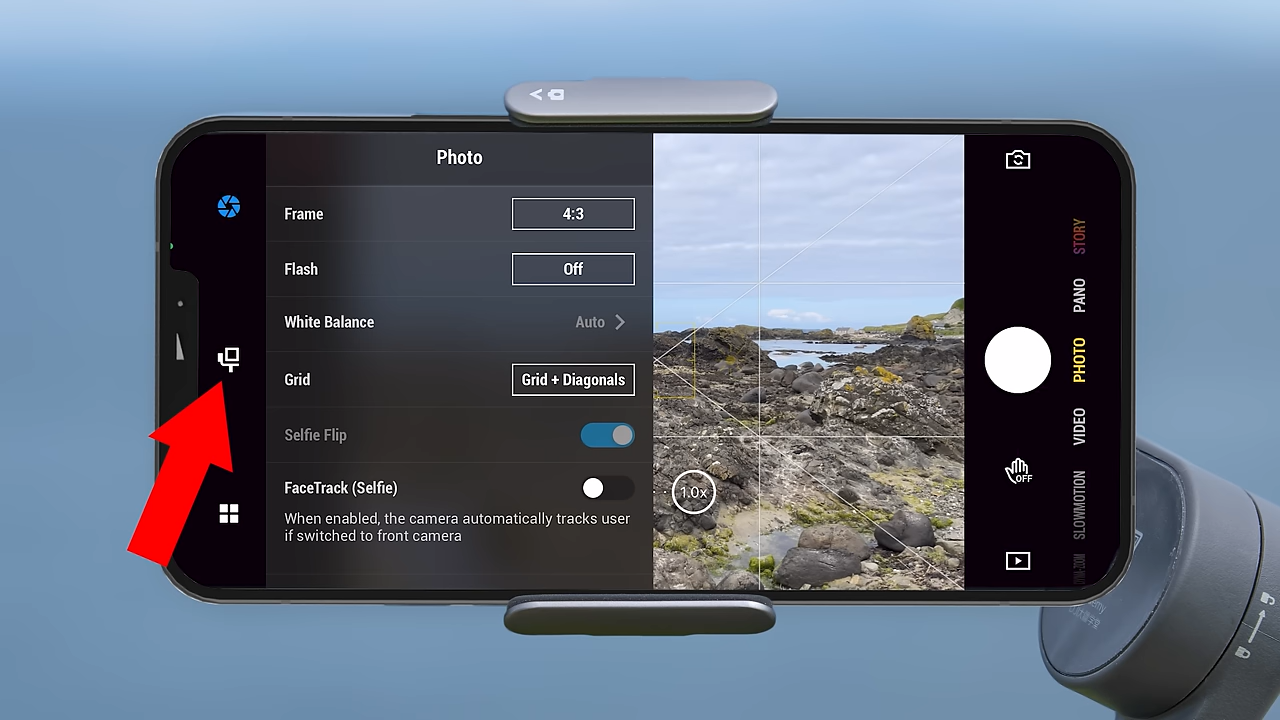 Photo
Frame
4:3
Flash
Off
White Balance
Auto
Grid
Grid + Diagonals
Selfie Flip
FaceTrack (Selfie)
When enabled, the camera automatically tracks user
if switched to front camera
1.0x
STORY
PANO
PHOTO
VIDEO
SLOWMOTION
OFF